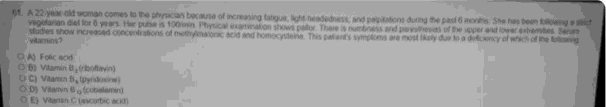 65. A 22-year-old woman comes to the physician because of increasing fatigue, light-headedness, and palpitations during the past 6 months. She has been following a strict
vegetarian diet for 6 years. Her pulse is 100/min. Physical examination shows pallor. There is numbness and paresthesias of the upper and lower extremities. Serum
studies show increased concentrations of methylmalonic acid and homocysteine. This patient's symptoms are most likely due to a deficiency of which of the following
vitamins?
A) Folic acid
B) Vitamin B2 (riboflavin)
C) Vitamin B6 (pyridoxine)
D) Vitamin B12 (cobalamin)
E) Vitamin C (ascorbic acid)